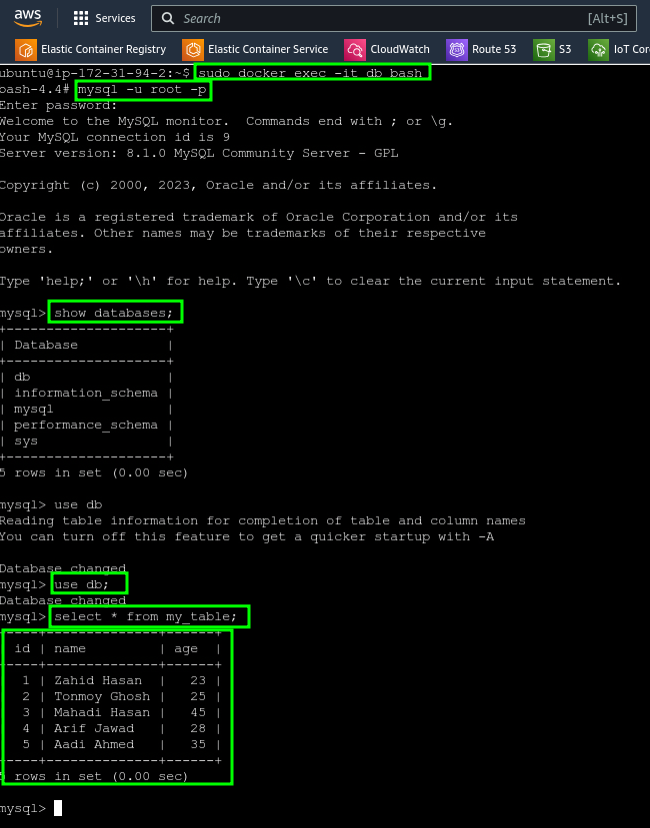 aws Services Search [Alt+S]
Elastic Container Registry Elastic Container Service CloudWatch Route 53 S3 IoT Cor
ubuntu@ip-172-31-94-2:~$ sudo docker exec -it db bash
bash-4.4# mysql -u root -p
Enter password:
Welcome to the MySQL monitor.  Commands end with ; or \g.
Your MySQL connection id is 9
Server version: 8.1.0 MySQL Community Server - GPL
Copyright (c) 2000, 2023, Oracle and/or its affiliates.
Oracle is a registered trademark of Oracle Corporation and/or its
affiliates. Other names may be trademarks of their respective
owners.
Type 'help;' or '\h' for help. Type '\c' to clear the current input statement.
mysql> show databases;
+--------------------+
| Database           |
+--------------------+
| db                 |
| information_schema |
| mysql              |
| performance_schema |
| sys                |
+--------------------+
5 rows in set (0.00 sec)
mysql> use db
Reading table information for completion of table and column names
You can turn off this feature to get a quicker startup with -A
Database changed
mysql> use db;
Database changed
mysql> select * from my_table;
+----+--------------+------+
| id | name         | age  |
+----+--------------+------+
|  1 | Zahid Hasan  |   23 |
|  2 | Tonmoy Ghosh |   25 |
|  3 | Mahadi Hasan |   45 |
|  4 | Arif Jawad   |   28 |
|  5 | Aadi Ahmed   |   35 |
+----+--------------+------+
5 rows in set (0.00 sec)
mysql>